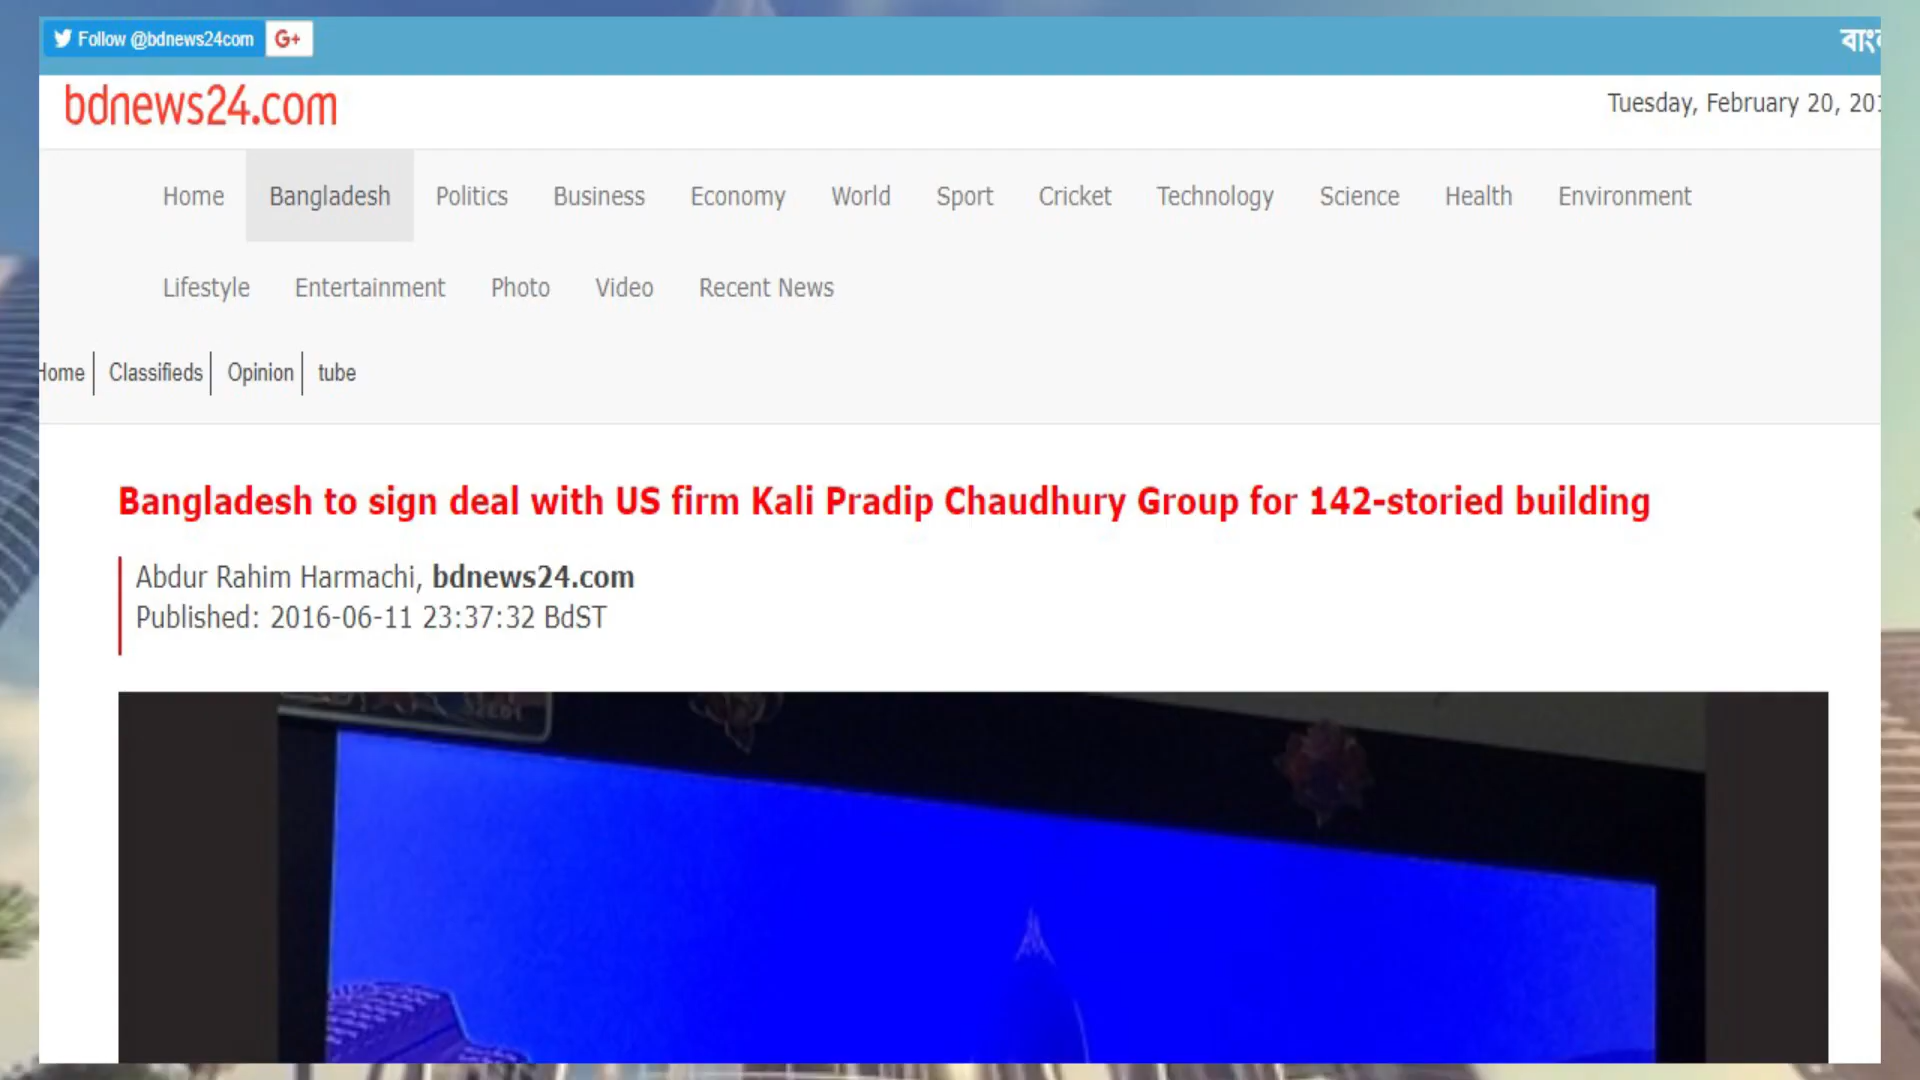 Follow @bdnews24com G+
bdnews24.com
Tuesday, February 20,
Home Bangladesh Politics Business Economy World Sport Cricket Technology Science Health Environment
Lifestyle Entertainment Photo Video Recent News
Home Classifieds Opinion tube
Bangladesh to sign deal with US firm Kali Pradip Chaudhury Group for 142-storied building
Abdur Rahim Harmachi, bdnews24.com
Published: 2016-06-11 23:37:32 BdST